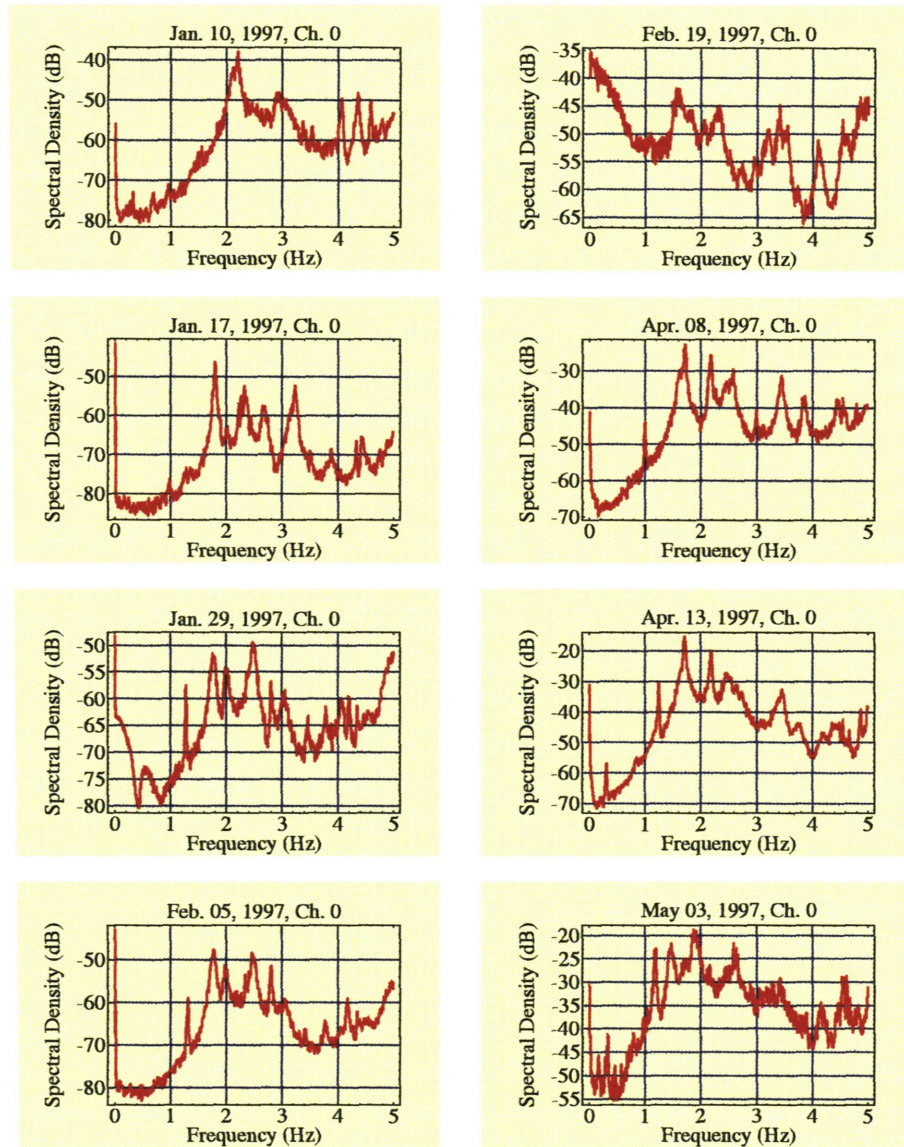 Jan. 10, 1997, Ch. 0
Spectral Density (dB)
-40
-50
-60
-70
-80
0 1 2 3 4 5
Frequency (Hz)
Feb. 19, 1997, Ch. 0
Spectral Density (dB)
-35
-40
-45
-50
-55
-60
-65
0 1 2 3 4 5
Frequency (Hz)
Jan. 17, 1997, Ch. 0
Spectral Density (dB)
-50
-60
-70
-80
0 1 2 3 4 5
Frequency (Hz)
Apr. 08, 1997, Ch. 0
Spectral Density (dB)
-30
-40
-50
-60
-70
0 1 2 3 4 5
Frequency (Hz)
Jan. 29, 1997, Ch. 0
Spectral Density (dB)
-50
-55
-60
-65
-70
-75
-80
0 1 2 3 4 5
Frequency (Hz)
Apr. 13, 1997, Ch. 0
Spectral Density (dB)
-20
-30
-40
-50
-60
-70
0 1 2 3 4 5
Frequency (Hz)
Feb. 05, 1997, Ch. 0
Spectral Density (dB)
-50
-60
-70
-80
0 1 2 3 4 5
Frequency (Hz)
May 03, 1997, Ch. 0
Spectral Density (dB)
-20
-25
-30
-35
-40
-45
-50
-55
0 1 2 3 4 5
Frequency (Hz)